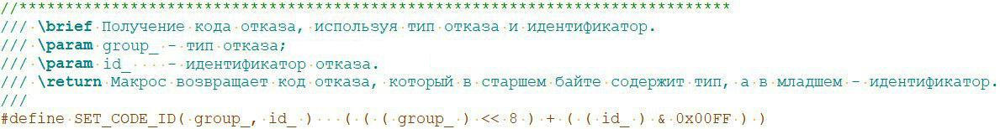 //************************************************************************
/// \brief Получение кода отказа, используя тип отказа и идентификатор.
/// \param group_ - тип отказа;
/// \param id_    - идентификатор отказа.
/// \return Макрос возвращает код отказа, который в старшем байте содержит тип, а в младшем - идентификатор.
///
#define SET_CODE_ID( group_, id_ )   ( ( ( group_ ) << 8 ) + ( ( id_ ) & 0x00FF ) )